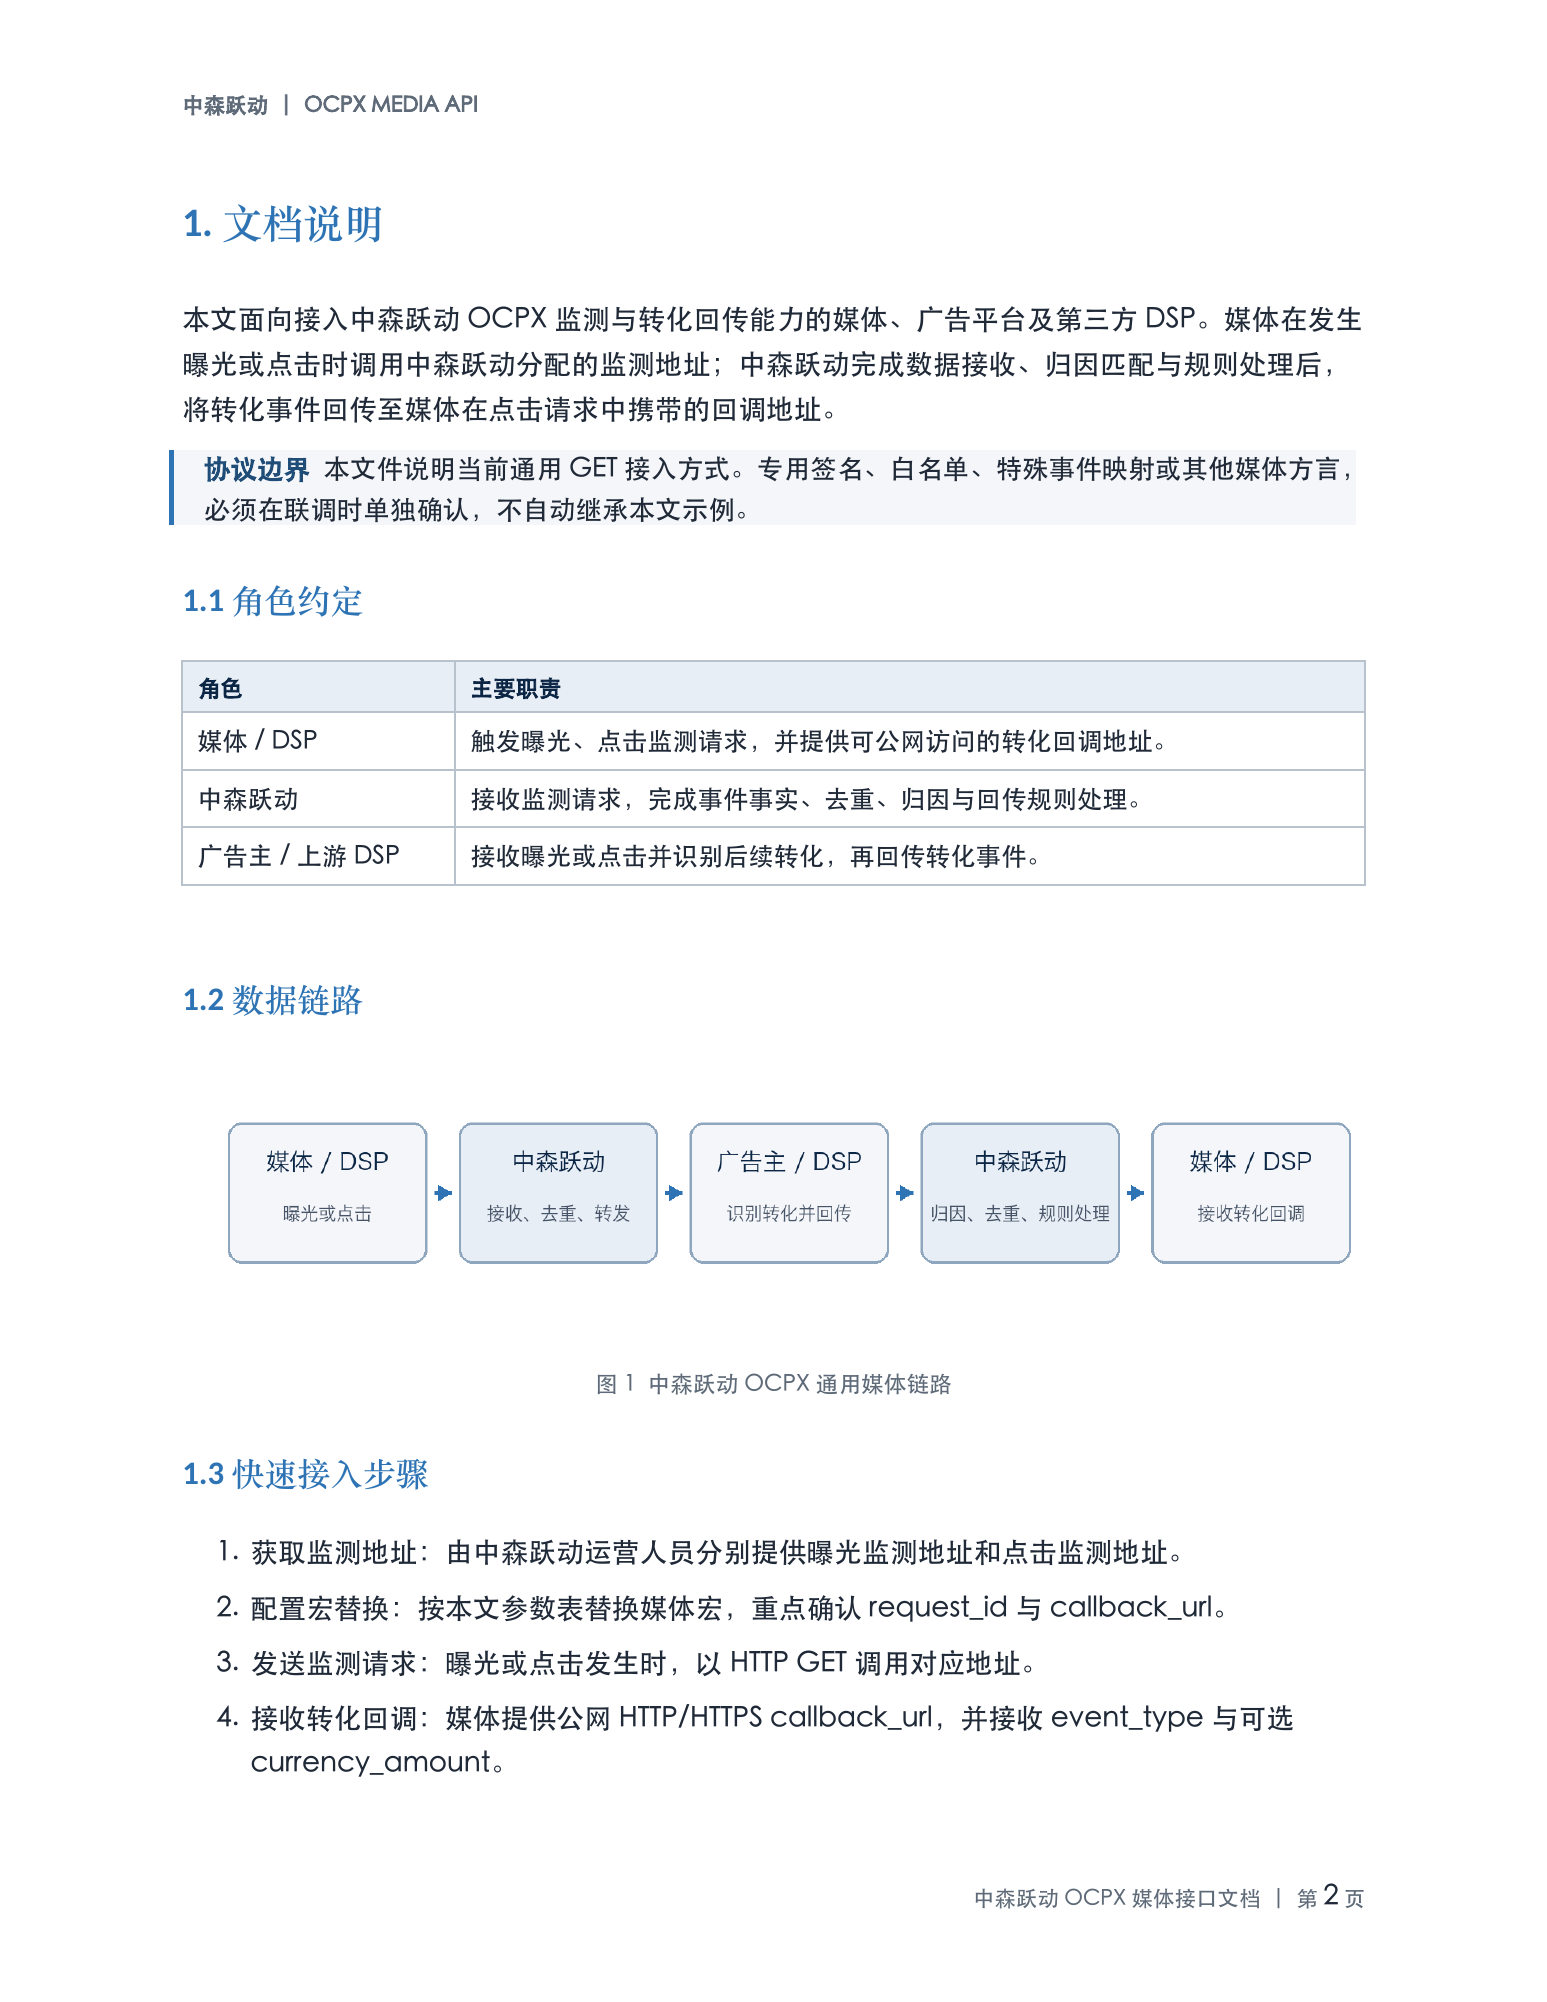 中森跃动 | OCPX MEDIA API
1. 文档说明
本文面向接入中森跃动 OCPX 监测与转化回传能力的媒体、广告平台及第三方 DSP。媒体在发生
曝光或点击时调用中森跃动分配的监测地址；中森跃动完成数据接收、归因匹配与规则处理后，
将转化事件回传至媒体在点击请求中携带的回调地址。
协议边界 本文件说明当前通用 GET 接入方式。专用签名、白名单、特殊事件映射或其他媒体方言，
必须在联调时单独确认，不自动继承本文示例。
1.1 角色约定
角色 主要职责
媒体 / DSP 触发曝光、点击监测请求，并提供可公网访问的转化回调地址。
中森跃动 接收监测请求，完成事件事实、去重、归因与回传规则处理。
广告主 / 上游 DSP 接收曝光或点击并识别后续转化，再回传转化事件。
1.2 数据链路
媒体 / DSP 中森跃动 广告主 / DSP 中森跃动 媒体 / DSP
曝光或点击 接收、去重、转发 识别转化并回传 归因、去重、规则处理 接收转化回调
图 1 中森跃动 OCPX 通用媒体链路
1.3 快速接入步骤
1. 获取监测地址：由中森跃动运营人员分别提供曝光监测地址和点击监测地址。
2. 配置宏替换：按本文参数表替换媒体宏，重点确认 request_id 与 callback_url。
3. 发送监测请求：曝光或点击发生时，以 HTTP GET 调用对应地址。
4. 接收转化回调：媒体提供公网 HTTP/HTTPS callback_url，并接收 event_type 与可选
currency_amount。
中森跃动 OCPX 媒体接口文档 | 第 2 页